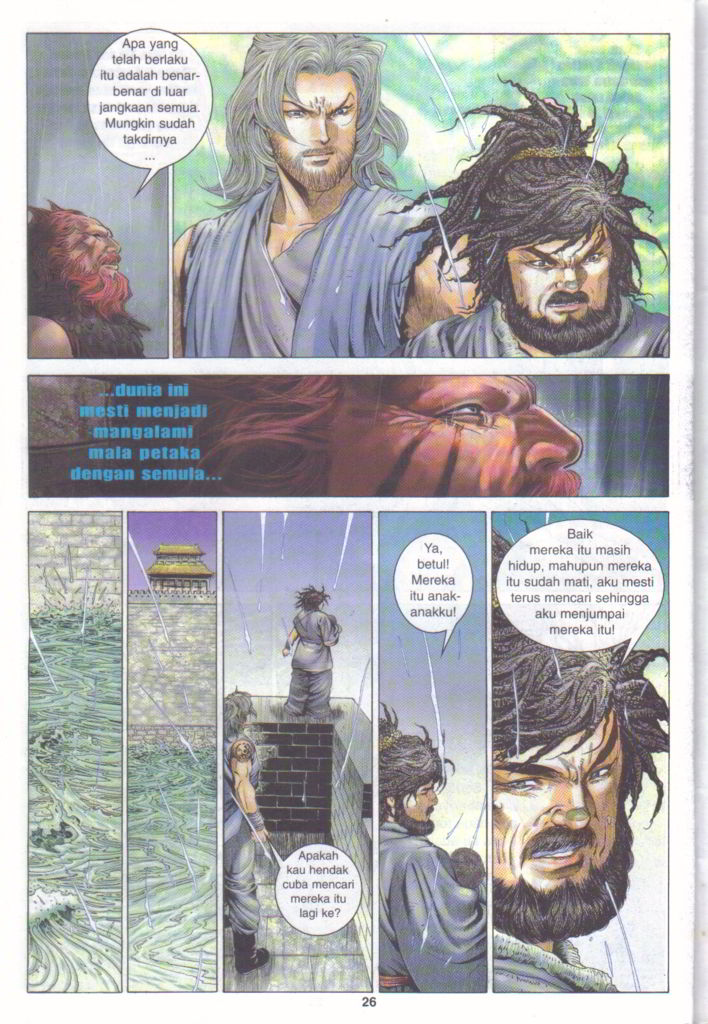 Apa yang
telah berlaku
itu adalah benar-
benar di luar
jangkaan semua.
Mungkin sudah
takdirnya
...
...dunia ini
mesti menjadi
mangalami
mala petaka
dengan semula...
Apakah
kau hendak
cuba mencari
mereka itu
lagi ke?
Ya,
betul!
Mereka
itu anak-
anakku!
Baik
mereka itu masih
hidup, mahupun mereka
itu sudah mati, aku mesti
terus mencari sehingga
aku menjumpai
mereka itu!
26